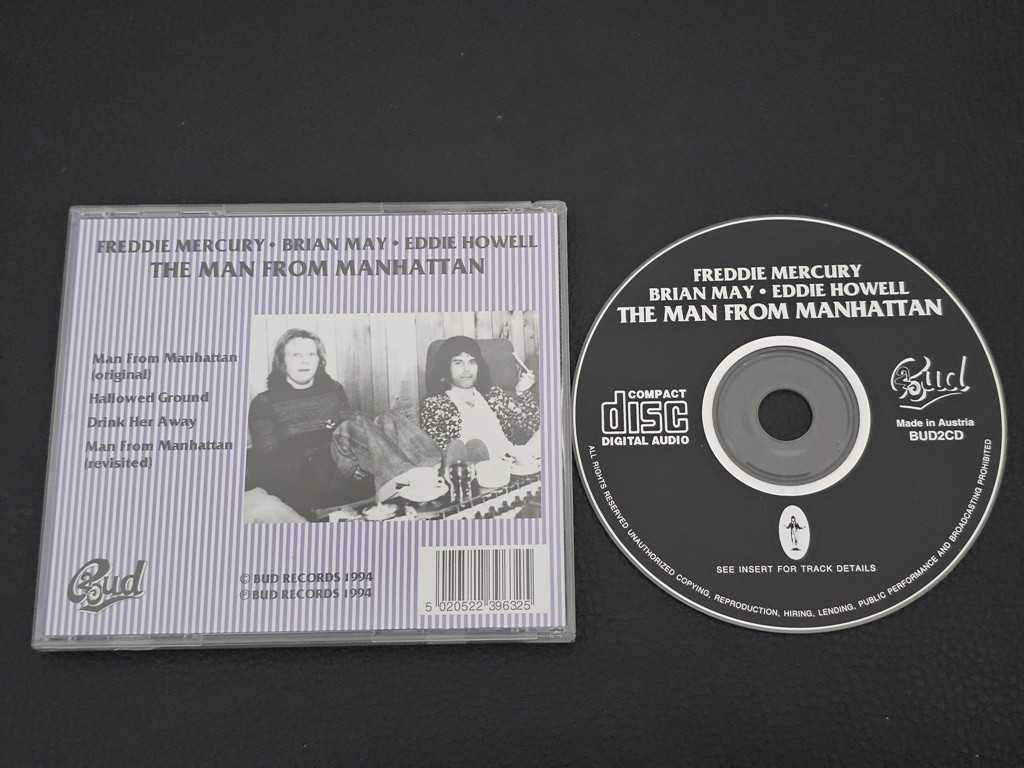 FREDDIE MERCURY • BRIAN MAY • EDDIE HOWELL
THE MAN FROM MANHATTAN
Man From Manhattan
(original)
Hallowed Ground
Drink Her Away
Man From Manhattan
(revisited)
Bud
© BUD RECORDS 1994
℗ BUD RECORDS 1994
5 020522 396325
FREDDIE MERCURY
BRIAN MAY • EDDIE HOWELL
THE MAN FROM MANHATTAN
COMPACT
disc
DIGITAL AUDIO
Bud
Made in Austria
BUD2CD
SEE INSERT FOR TRACK DETAILS
ALL RIGHTS RESERVED UNAUTHORIZED COPYING, REPRODUCTION, HIRING, LENDING, PUBLIC PERFORMANCE AND BROADCASTING PROHIBITED